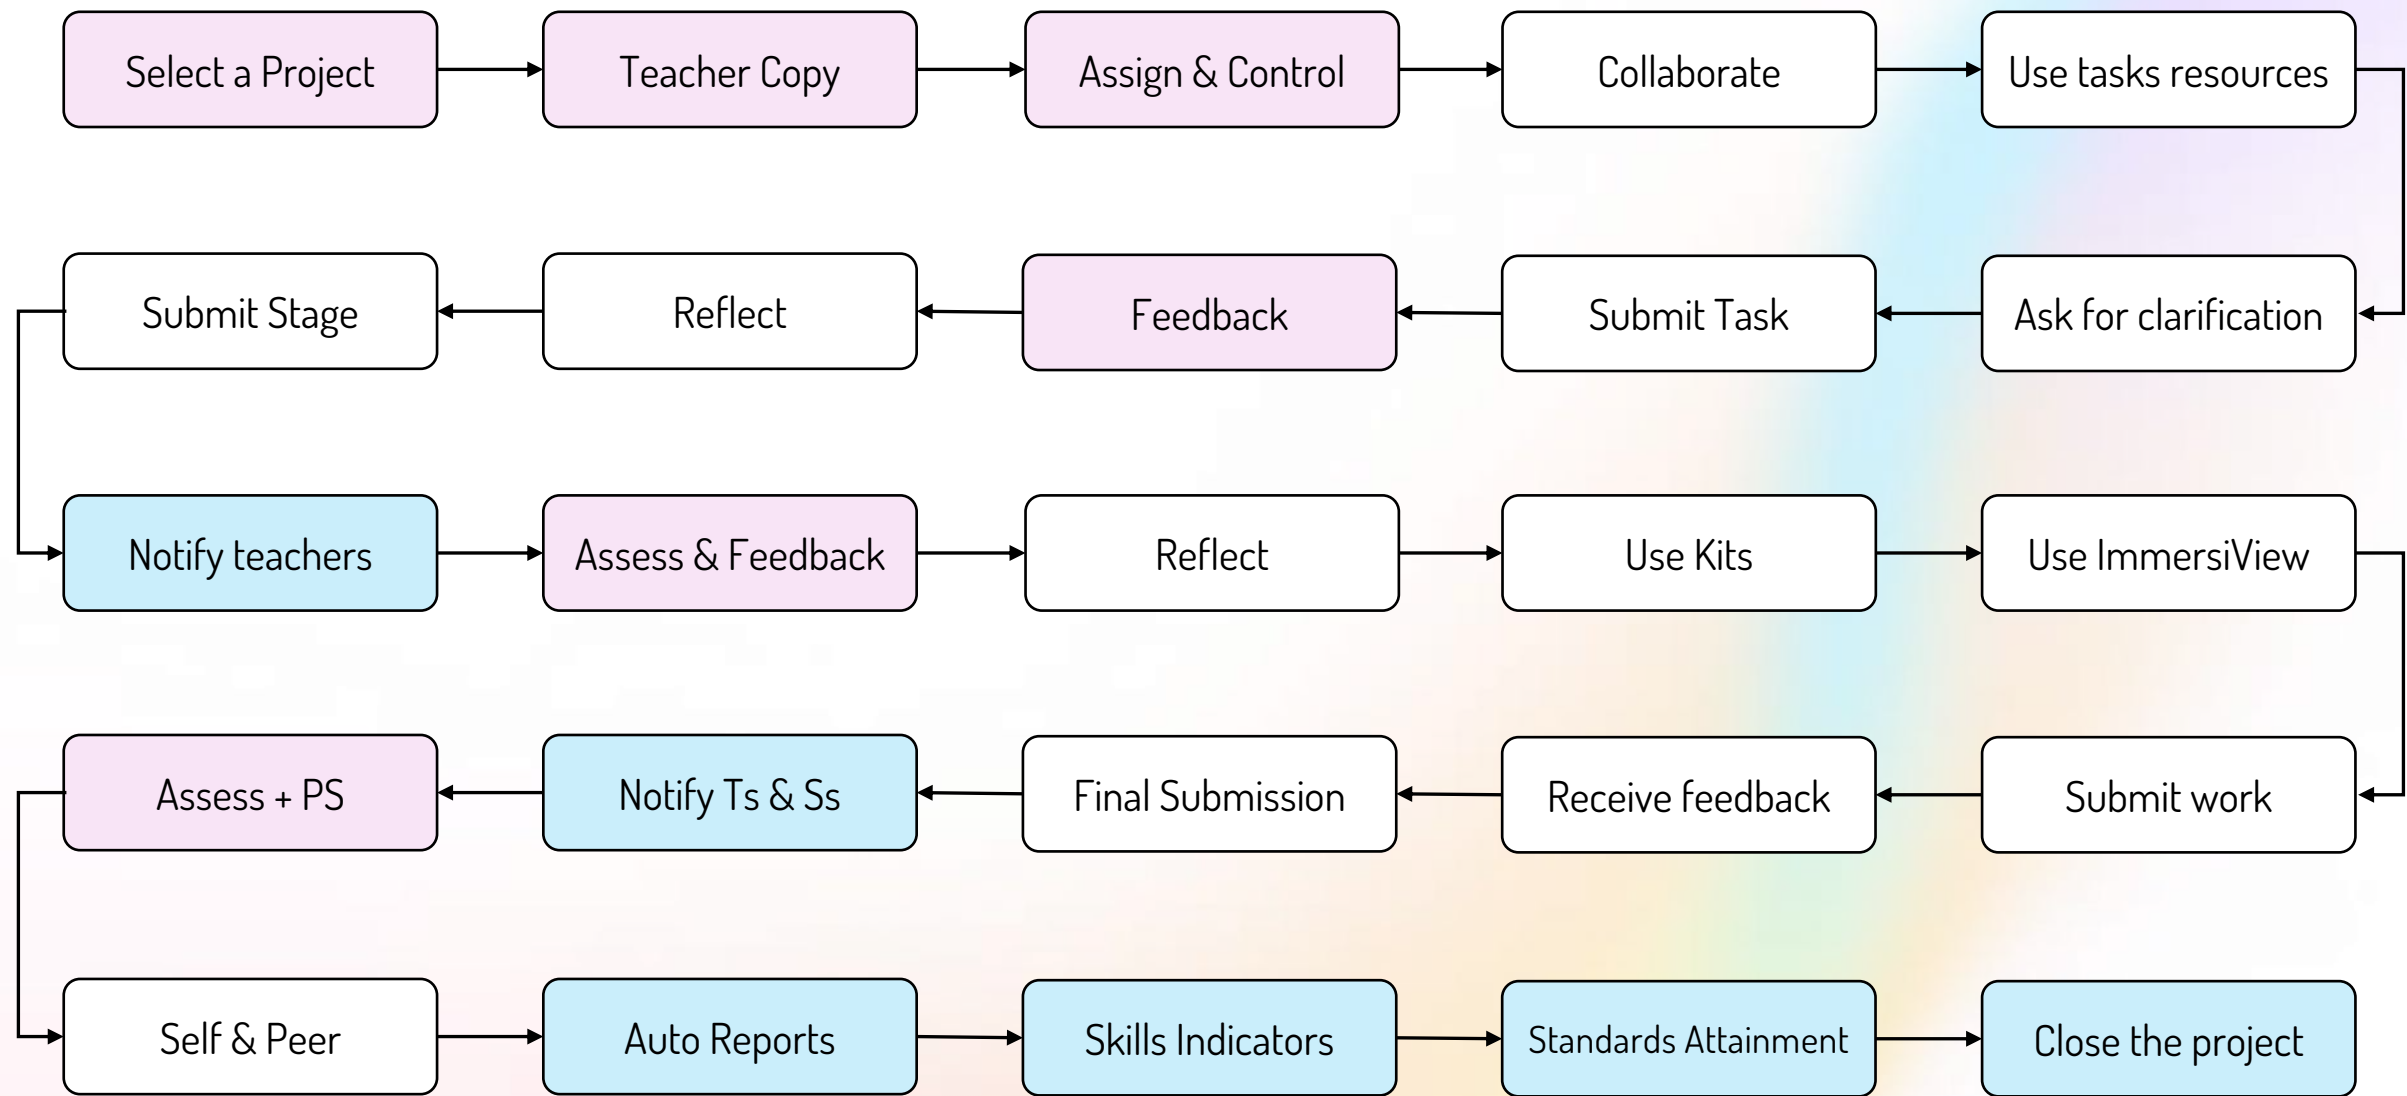 Select a Project
Teacher Copy
Assign & Control
Collaborate
Use tasks resources
Submit Stage
Reflect
Feedback
Submit Task
Ask for clarification
Notify teachers
Assess & Feedback
Reflect
Use Kits
Use ImmersiView
Assess + PS
Notify Ts & Ss
Final Submission
Receive feedback
Submit work
Self & Peer
Auto Reports
Skills Indicators
Standards Attainment
Close the project